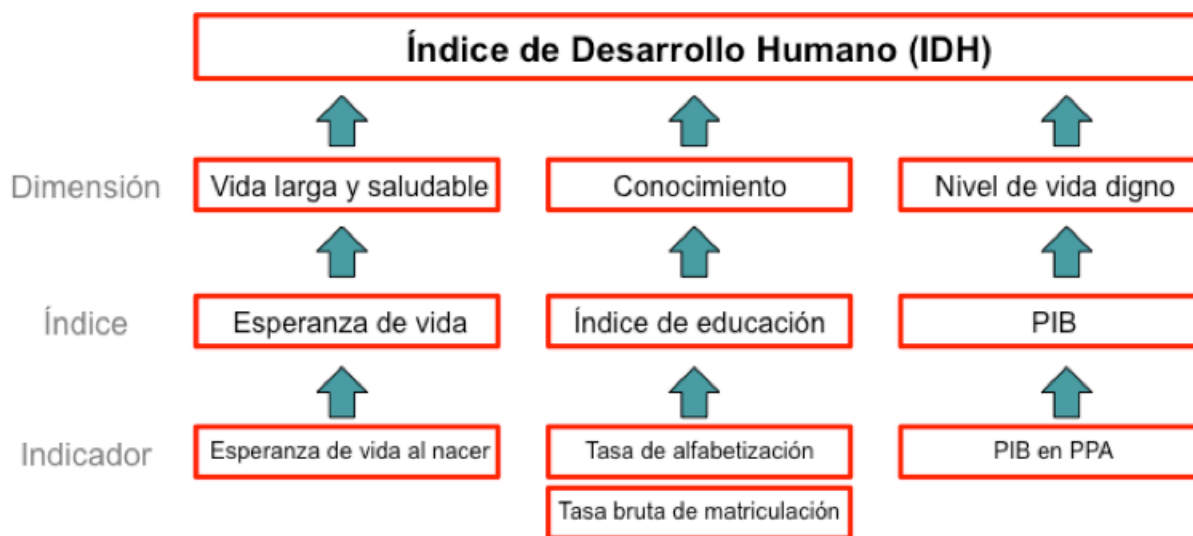 Índice de Desarrollo Humano (IDH)
Dimensión
Vida larga y saludable
Conocimiento
Nivel de vida digno
Índice
Esperanza de vida
Índice de educación
PIB
Indicador
Esperanza de vida al nacer
Tasa de alfabetización
PIB en PPA
Tasa bruta de matriculación